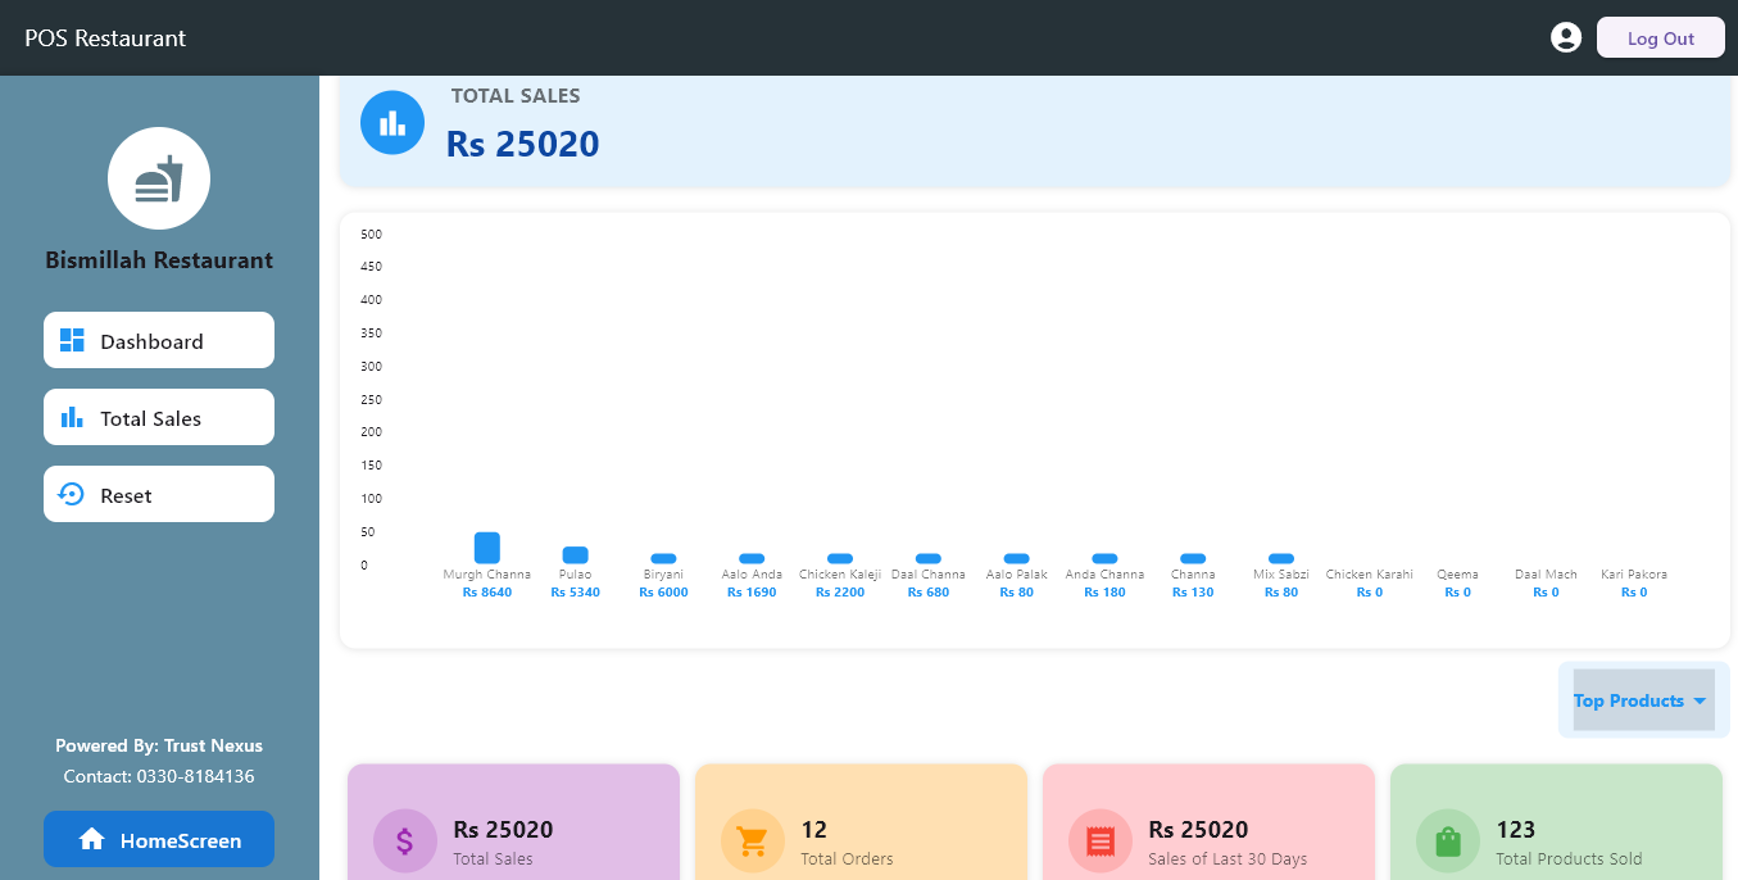 POS Restaurant
Log Out
Bismillah Restaurant
Dashboard
Total Sales
Reset
Powered By: Trust Nexus
Contact: 0330-8184136
HomeScreen
TOTAL SALES
Rs 25020
500
450
400
350
300
250
200
150
100
50
0
Murgh Channa Pulao Biryani Aalo Anda Chicken Kaleji Daal Channa Aalo Palak Anda Channa Channa Mix Sabzi Chicken Karahi Qeema Daal Mach Kari Pakora
Rs 8640 Rs 5340 Rs 6000 Rs 1690 Rs 2200 Rs 680 Rs 80 Rs 180 Rs 130 Rs 80 Rs 0 Rs 0 Rs 0 Rs 0
Top Products
Rs 25020
Total Sales
12
Total Orders
Rs 25020
Sales of Last 30 Days
123
Total Products Sold